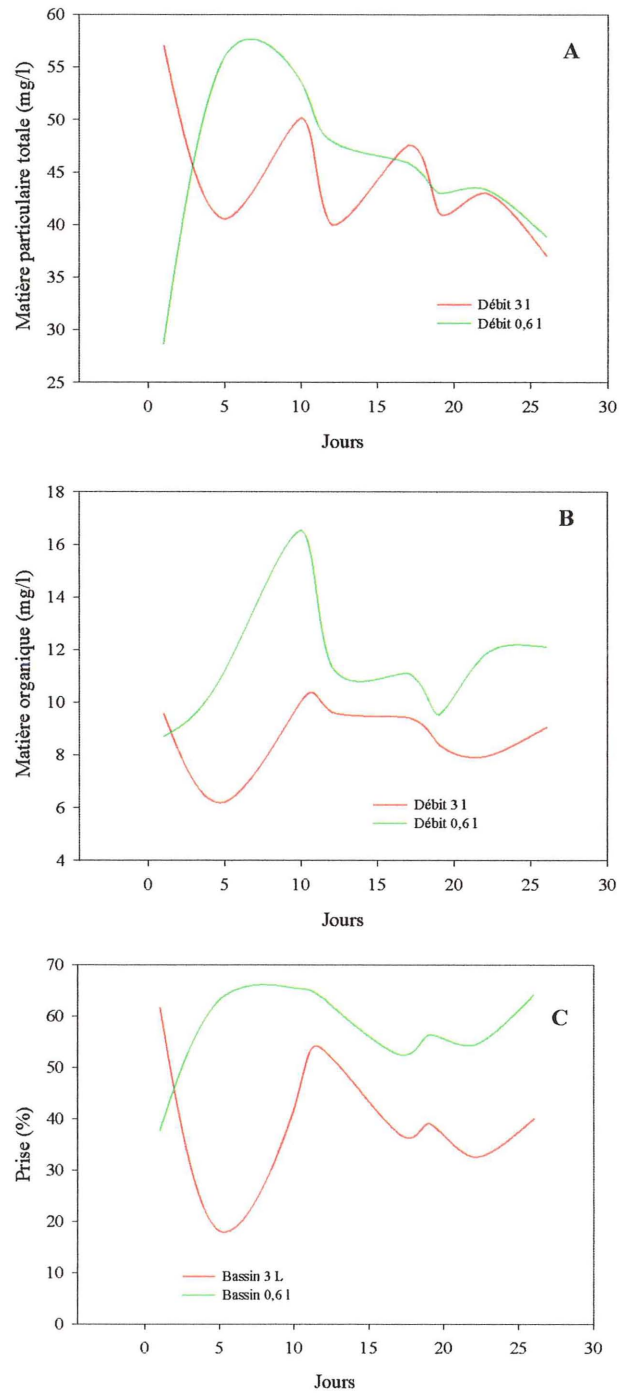 60
55
50
45
40
35
30
25
Matière particulaire totale (mg/l)
A
Débit 3 l
Débit 0,6 l
0 5 10 15 20 25 30
Jours
18
16
14
12
10
8
6
4
Matière organique (mg/l)
B
Débit 3 l
Débit 0,6 l
0 5 10 15 20 25 30
Jours
70
60
50
40
30
20
10
0
Prise (%)
C
Bassin 3 L
Bassin 0,6 l
0 5 10 15 20 25 30
Jours